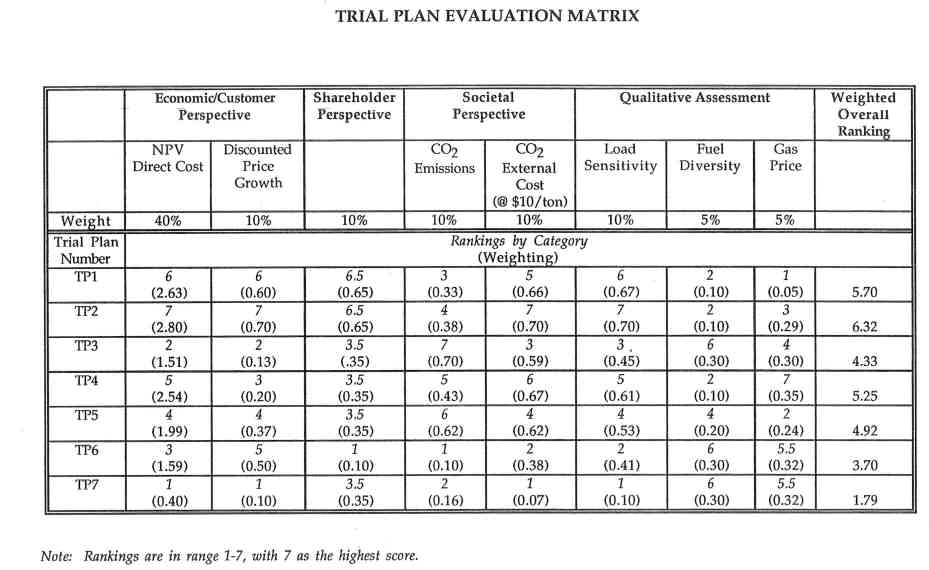 TRIAL PLAN EVALUATION MATRIX
Economic/Customer Perspective Shareholder Perspective Societal Perspective Qualitative Assessment Weighted Overall Ranking
NPV Direct Cost Discounted Price Growth CO2 Emissions CO2 External Cost (@ $10/ton) Load Sensitivity Fuel Diversity Gas Price
Weight 40% 10% 10% 10% 10% 10% 5% 5%
Trial Plan Number Rankings by Category (Weighting)
TP1 6 6 6.5 3 5 6 2 1
(2.63) (0.60) (0.65) (0.33) (0.66) (0.67) (0.10) (0.05) 5.70
TP2 7 7 6.5 4 7 7 2 3
(2.80) (0.70) (0.65) (0.38) (0.70) (0.70) (0.10) (0.29) 6.32
TP3 2 2 3.5 7 3 3 6 4
(1.51) (0.13) (.35) (0.70) (0.59) (0.45) (0.30) (0.30) 4.33
TP4 5 3 3.5 5 6 5 2 7
(2.54) (0.20) (0.35) (0.43) (0.67) (0.61) (0.10) (0.35) 5.25
TP5 4 4 3.5 6 4 4 4 2
(1.99) (0.37) (0.35) (0.62) (0.62) (0.53) (0.20) (0.24) 4.92
TP6 3 5 1 1 2 2 6 5.5
(1.59) (0.50) (0.10) (0.10) (0.38) (0.41) (0.30) (0.32) 3.70
TP7 1 1 3.5 2 1 1 6 5.5
(0.40) (0.10) (0.35) (0.16) (0.07) (0.10) (0.30) (0.32) 1.79
Note: Rankings are in range 1-7, with 7 as the highest score.